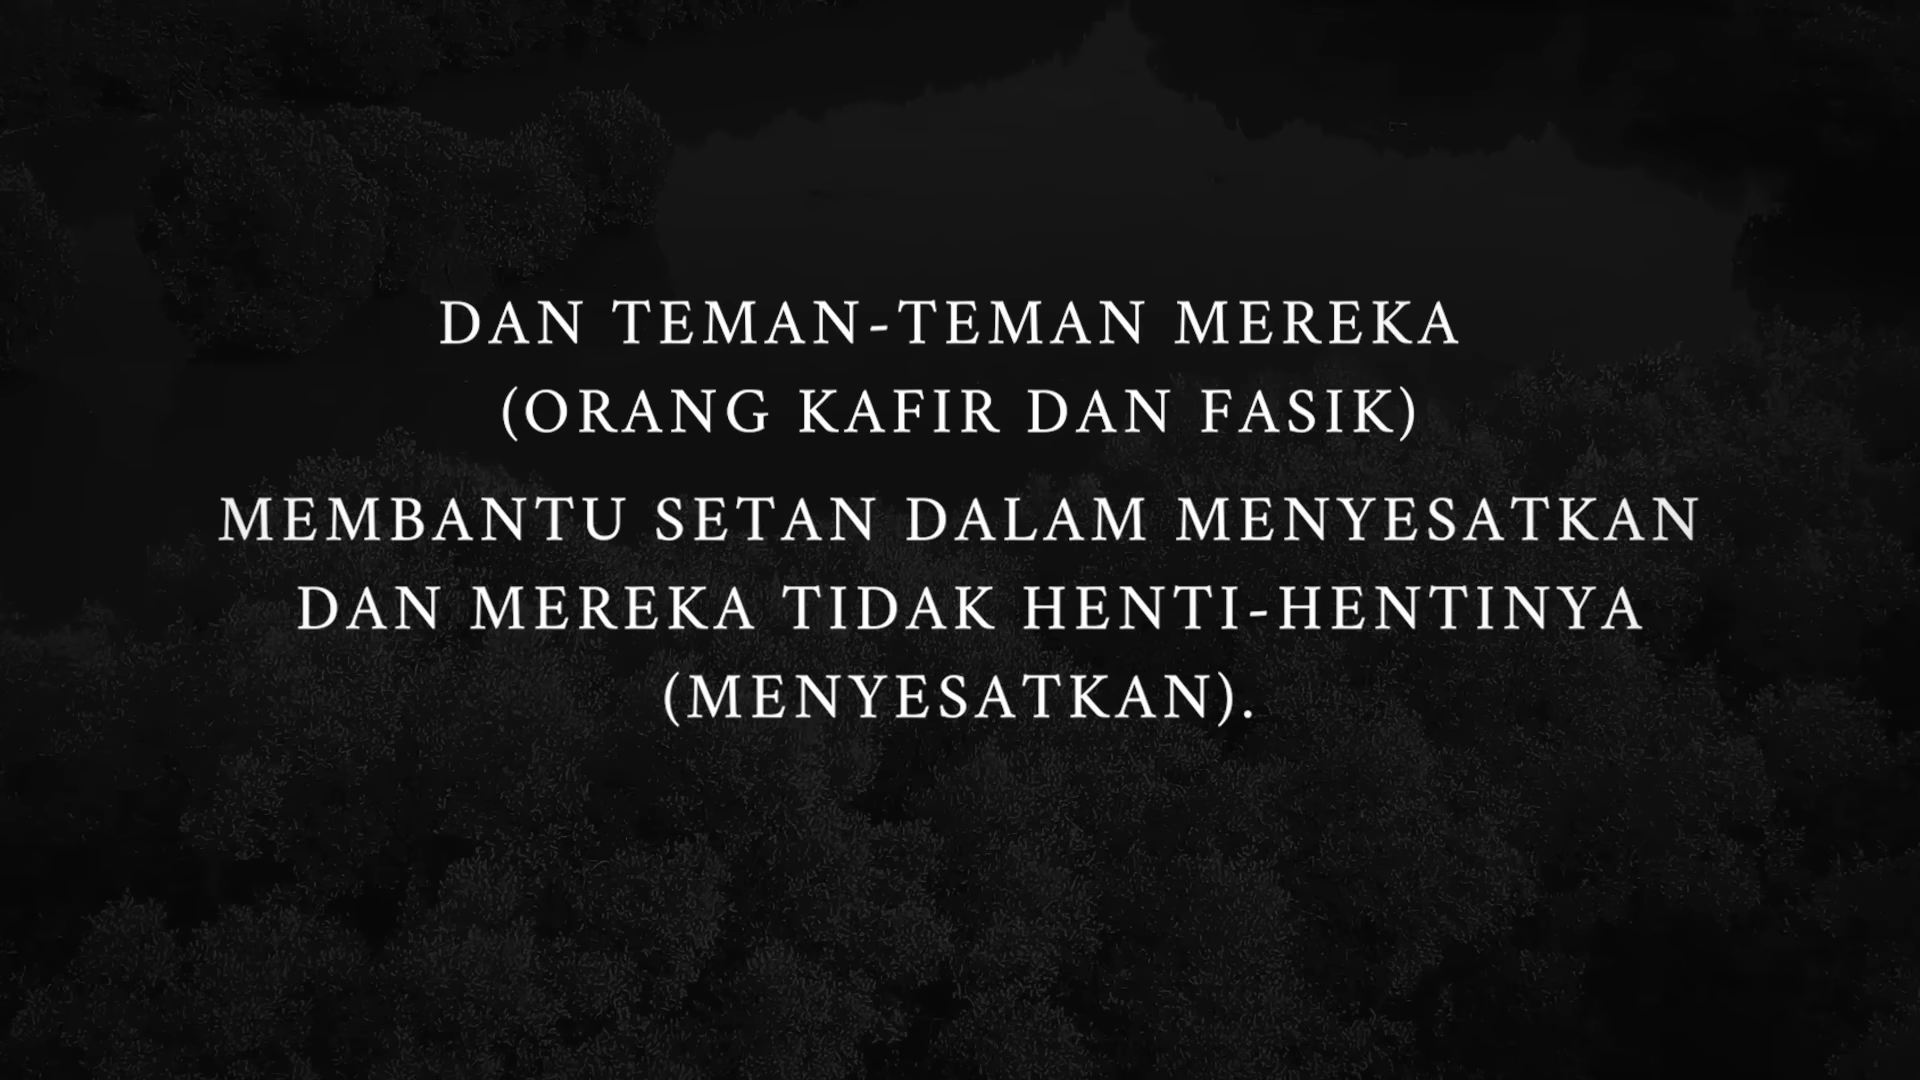 DAN TEMAN-TEMAN MEREKA
(ORANG KAFIR DAN FASIK)
MEMBANTU SETAN DALAM MENYESATKAN
DAN MEREKA TIDAK HENTI-HENTINYA
(MENYESATKAN).